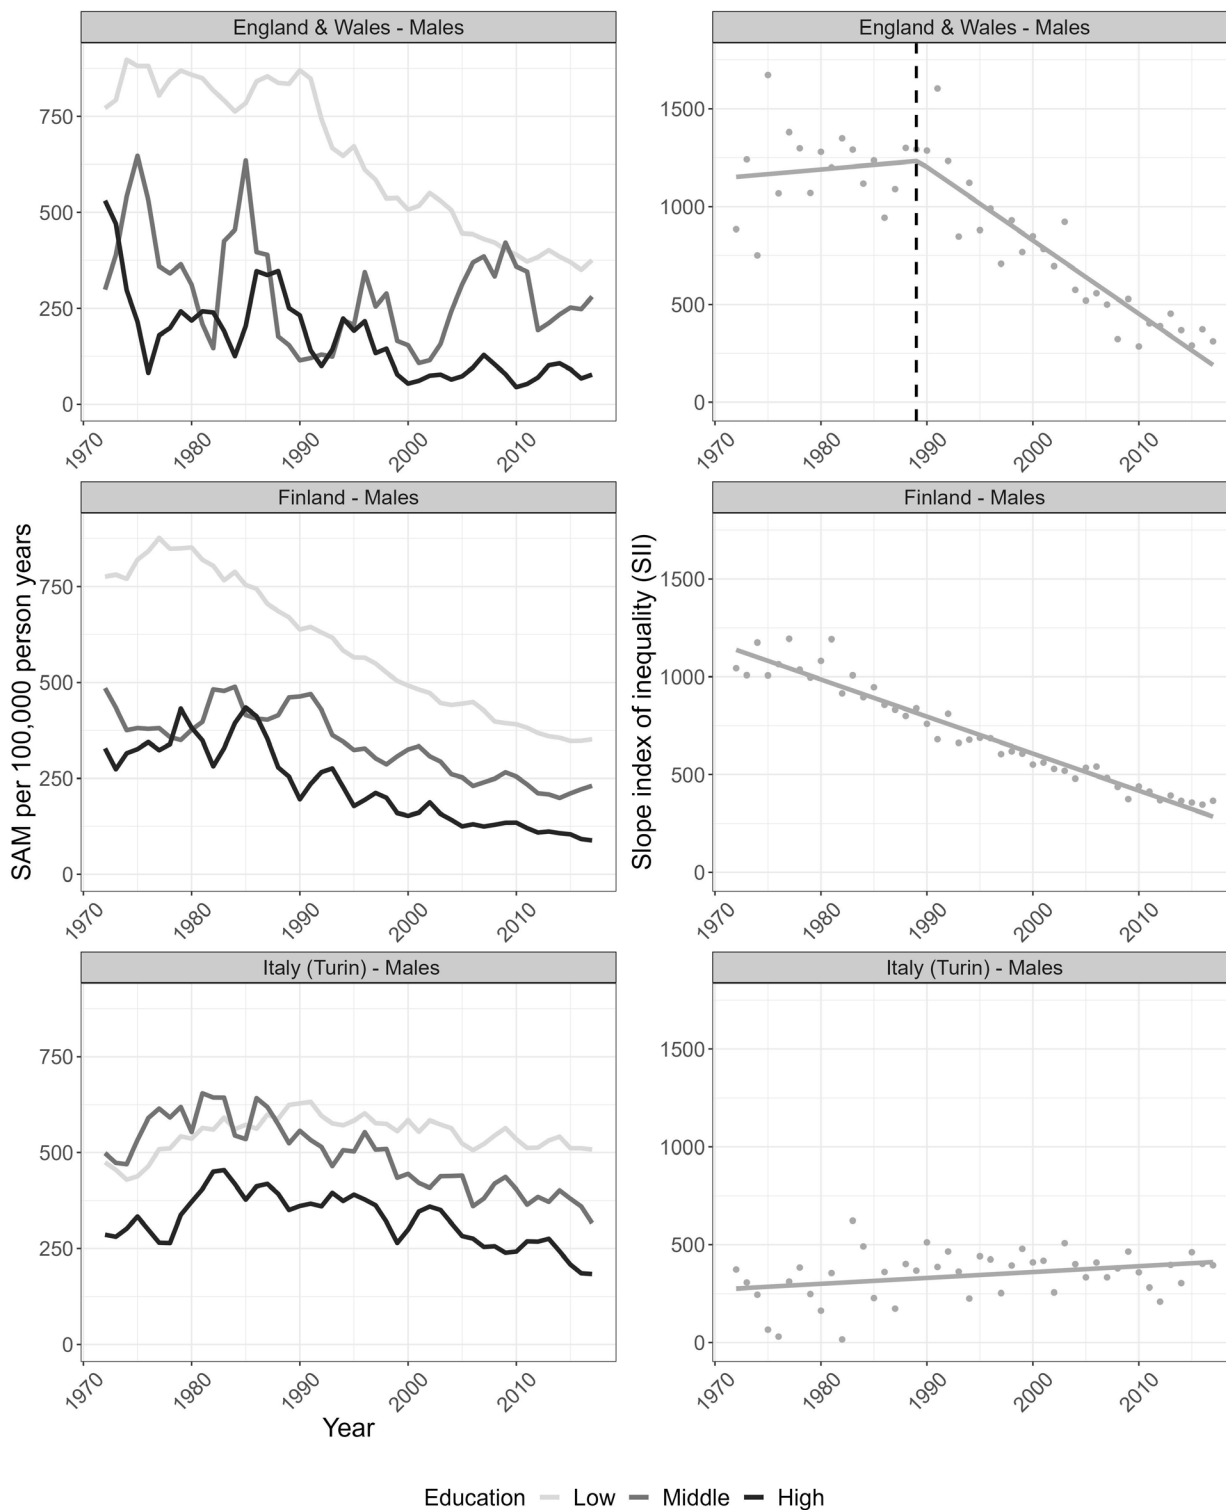 England & Wales - Males
750
500
250
0
1970 1980 1990 2000 2010
England & Wales - Males
1500
1000
500
0
1970 1980 1990 2000 2010
SAM per 100,000 person years
Finland - Males
750
500
250
0
1970 1980 1990 2000 2010
Slope index of inequality (SII)
Finland - Males
1500
1000
500
0
1970 1980 1990 2000 2010
Italy (Turin) - Males
750
500
250
0
1970 1980 1990 2000 2010
Year
Italy (Turin) - Males
1500
1000
500
0
1970 1980 1990 2000 2010
Education Low Middle High